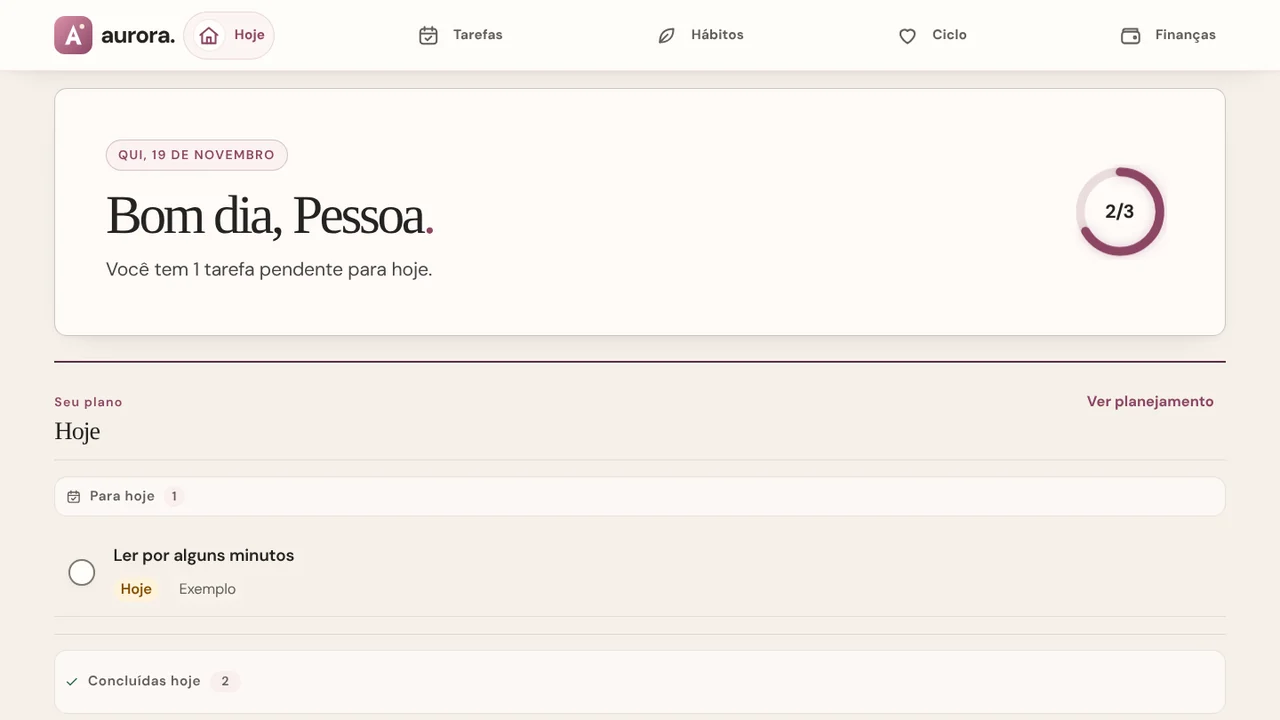 aurora.
Hoje
Tarefas
Hábitos
Ciclo
Finanças
QUI, 19 DE NOVEMBRO
Bom dia, Pessoa.
Você tem 1 tarefa pendente para hoje.
2/3
Seu plano
Ver planejamento
Hoje
Para hoje 1
Ler por alguns minutos
Hoje Exemplo
Concluídas hoje 2